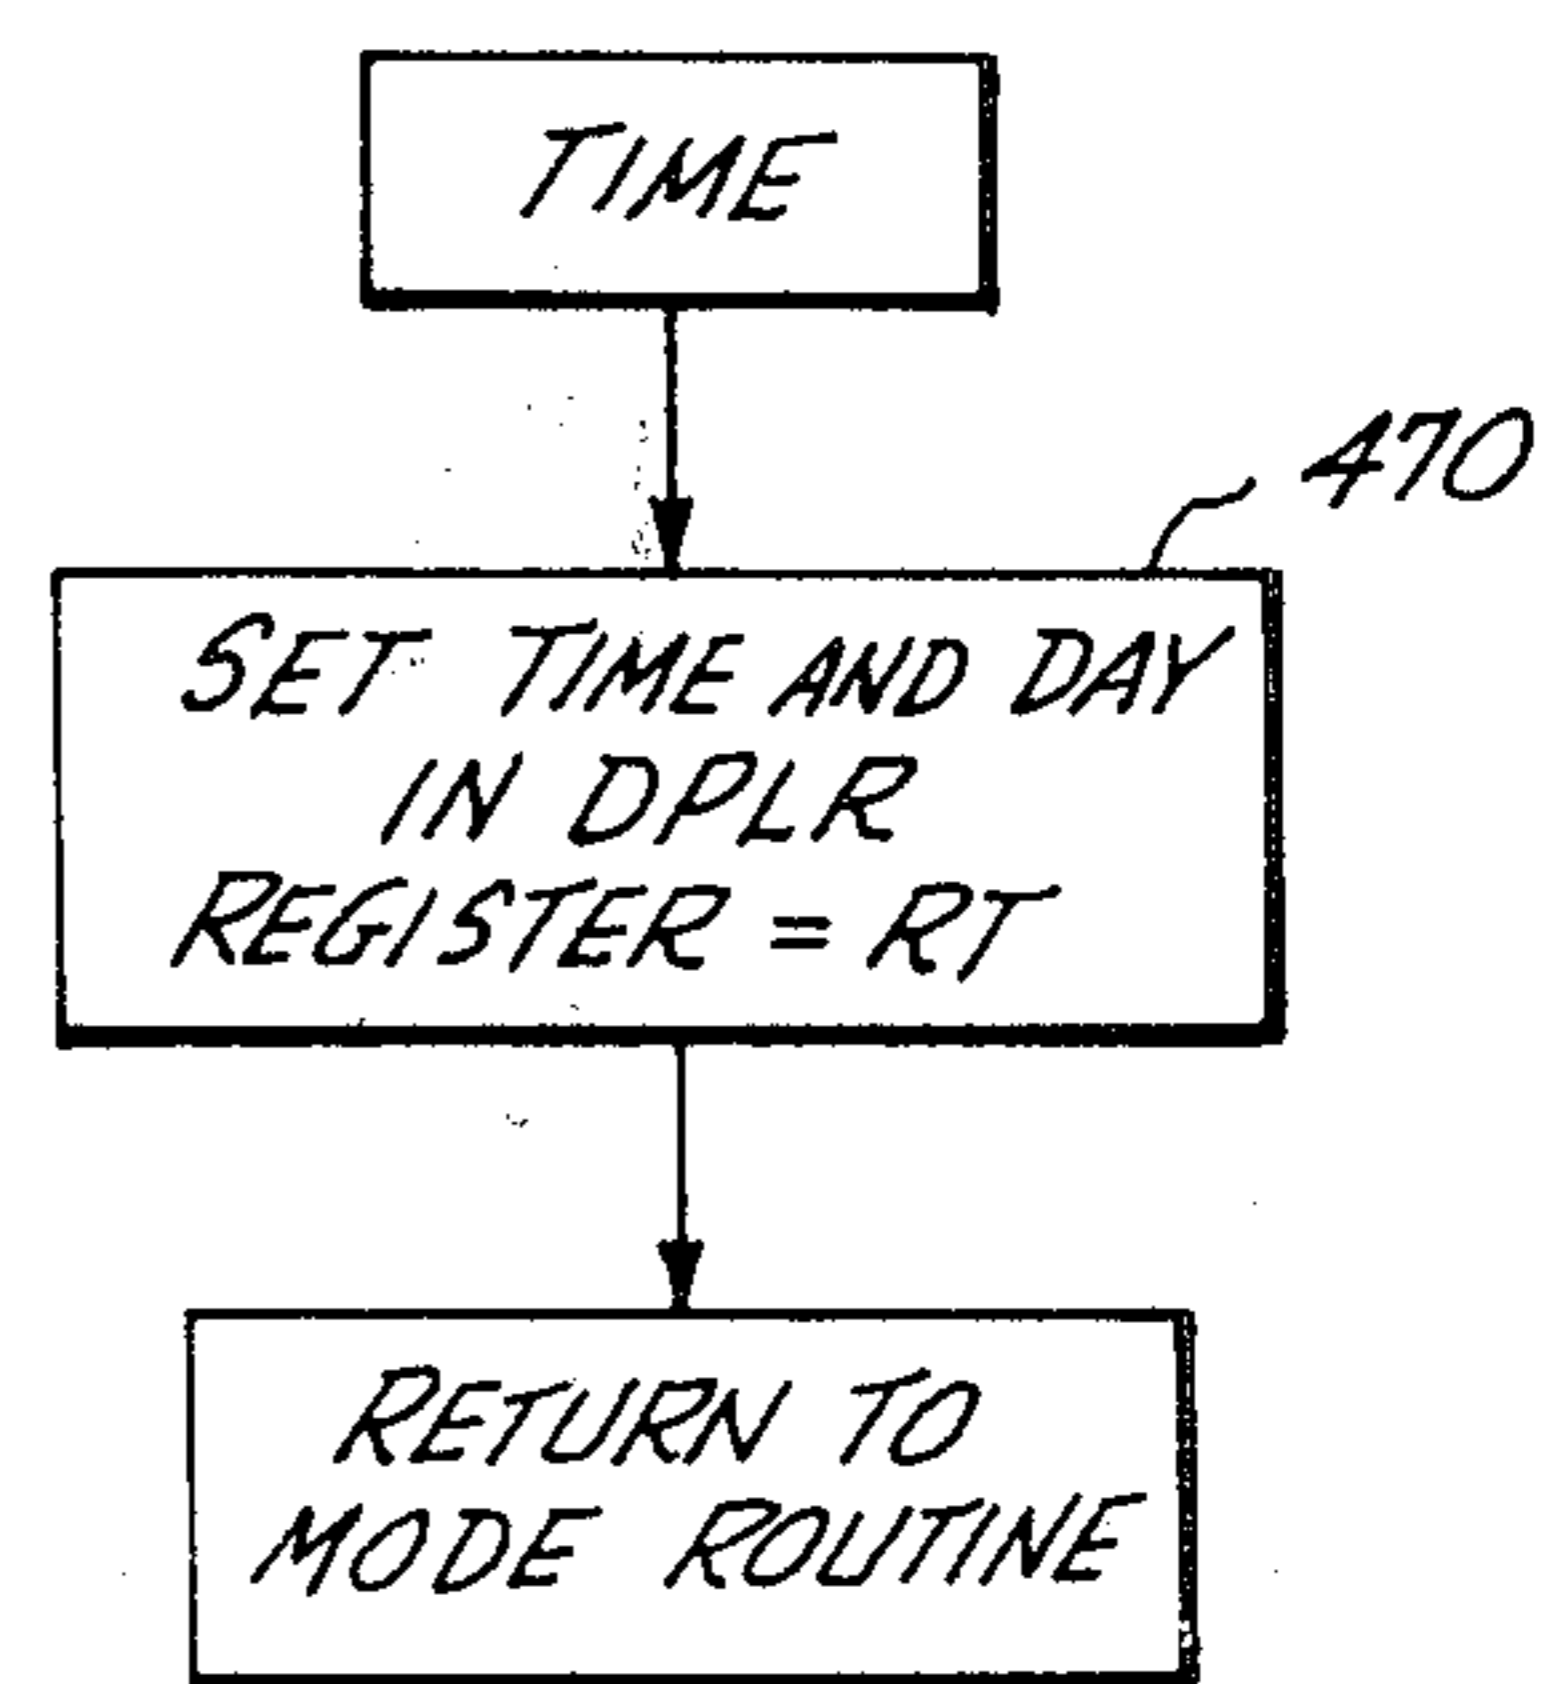 TIME
470
SET TIME AND DAY
IN DPLR
REGISTER = RT
RETURN TO
MODE ROUTINE